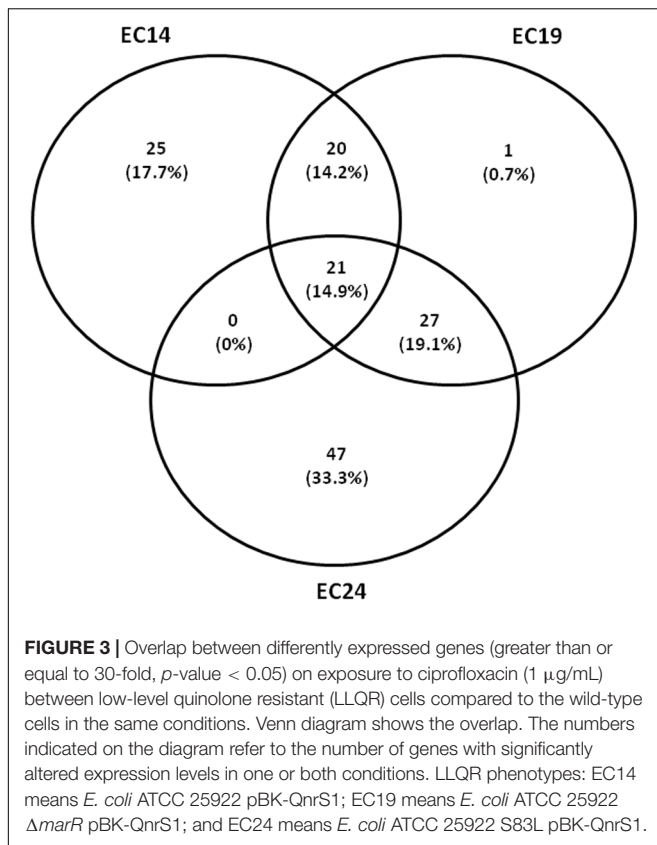 EC14
EC19
25
(17.7%)
20
(14.2%)
1
(0.7%)
21
(14.9%)
0
(0%)
27
(19.1%)
47
(33.3%)
EC24
FIGURE 3 | Overlap between differently expressed genes (greater than or
equal to 30-fold, p-value < 0.05) on exposure to ciprofloxacin (1 μg/mL)
between low-level quinolone resistant (LLQR) cells compared to the wild-type
cells in the same conditions. Venn diagram shows the overlap. The numbers
indicated on the diagram refer to the number of genes with significantly
altered expression levels in one or both conditions. LLQR phenotypes: EC14
means E. coli ATCC 25922 pBK-QnrS1; EC19 means E. coli ATCC 25922
ΔmarR pBK-QnrS1; and EC24 means E. coli ATCC 25922 S83L pBK-QnrS1.